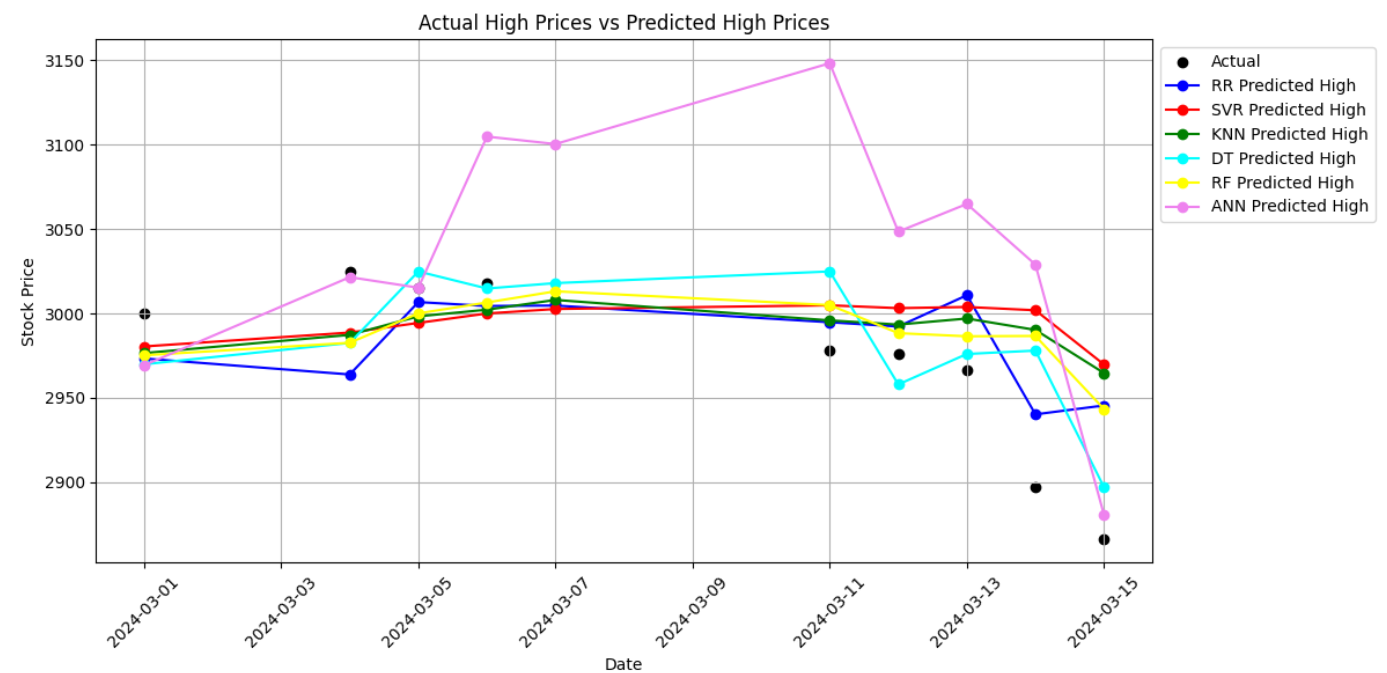 Actual High Prices vs Predicted High Prices
Stock Price
3150
3100
3050
3000
2950
2900
2024-03-01
2024-03-03
2024-03-05
2024-03-07
2024-03-09
2024-03-11
2024-03-13
2024-03-15
Date
Actual
RR Predicted High
SVR Predicted High
KNN Predicted High
DT Predicted High
RF Predicted High
ANN Predicted High